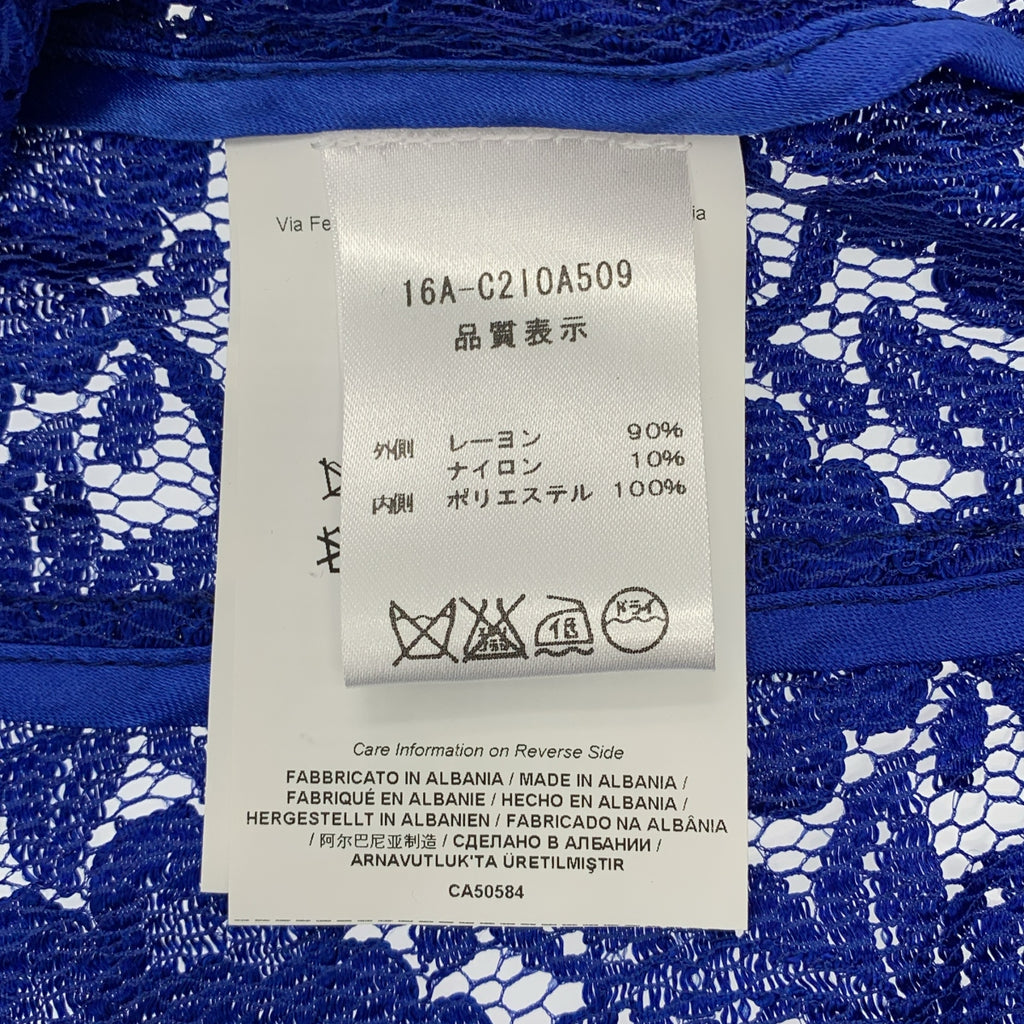 Via Fe
ia
16A-C2I0A509
品質表示
外側 レーヨン 90%
ナイロン 10%
内側 ポリエステル 100%
低 ドライ
Care Information on Reverse Side
FABBRICATO IN ALBANIA / MADE IN ALBANIA /
FABRIQUÉ EN ALBANIE / HECHO EN ALBANIA /
HERGESTELLT IN ALBANIEN / FABRICADO NA ALBÂNIA
/ 阿尔巴尼亚制造 / СДЕЛАНО В АЛБАНИИ /
ARNAVUTLUK'TA ÜRETILMIŞTIR
CA50584